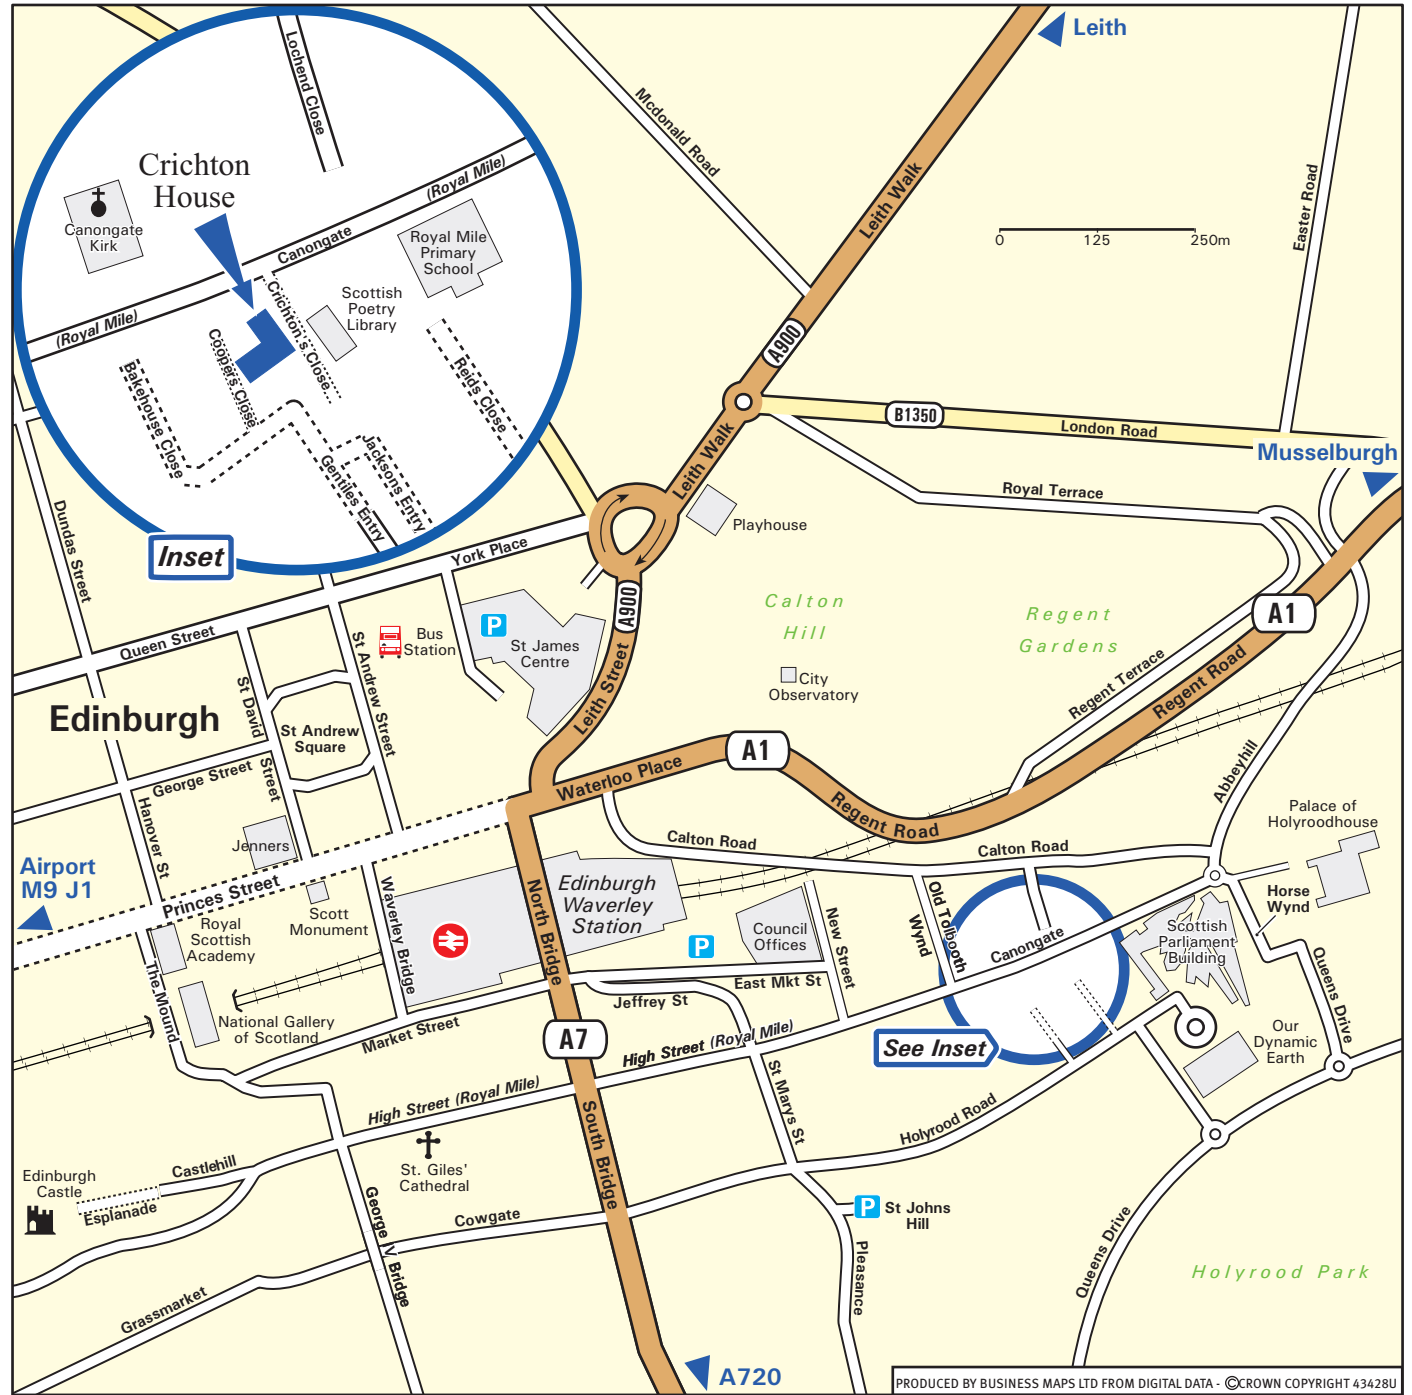 Leith
Lochend Close
Mcdonald Road
Crichton
House
(Royal Mile)
Leith Walk
Easter Road
Canongate
Kirk
Canongate
Royal Mile
Primary
School
0 125 250m
Scottish
Poetry
Library
(Royal Mile)
Crichton,s Close
Coopers Close
Bakehouse Close
Reids Close
A900
B1350
London Road
Musselburgh
Leith Walk
Jacksons Entry
Gentiles Entry
Royal Terrace
Playhouse
Dundas Street
Inset
York Place
A900
Calton
Hill
Regent
Gardens
A1
Queen Street
P
Bus
Station
St James
Centre
St Andrew Street
Leith Street
City
Observatory
Regent Terrace
Regent Road
Edinburgh
St David
Street
St Andrew
Square
A1
Waterloo Place
George Street
Hanover St
Regent Road
Abbeyhill
Palace of
Holyroodhouse
Jenners
Calton Road
Calton Road
Airport
M9 J1
Princes Street
Scott
Monument
Waverley Bridge
North Bridge
Edinburgh
Waverley
Station
Old Tolbooth
Wynd
Horse
Wynd
Royal
Scottish
Academy
P
Council
Offices
New Street
Canongate
Scottish
Parliament
Building
Queens Drive
The Mound
East Mkt St
Jeffrey St
National Gallery
of Scotland
Market Street
A7
High Street (Royal Mile)
See Inset
Our
Dynamic
Earth
High Street (Royal Mile)
South Bridge
St Marys St
Holyrood Road
Castlehill
St. Giles'
Cathedral
Edinburgh
Castle
Esplanade
George IV Bridge
Cowgate
P
St Johns
Hill
Pleasance
Queens Drive
Holyrood Park
Grassmarket
A720
PRODUCED BY BUSINESS MAPS LTD FROM DIGITAL DATA - ©CROWN COPYRIGHT 43428U